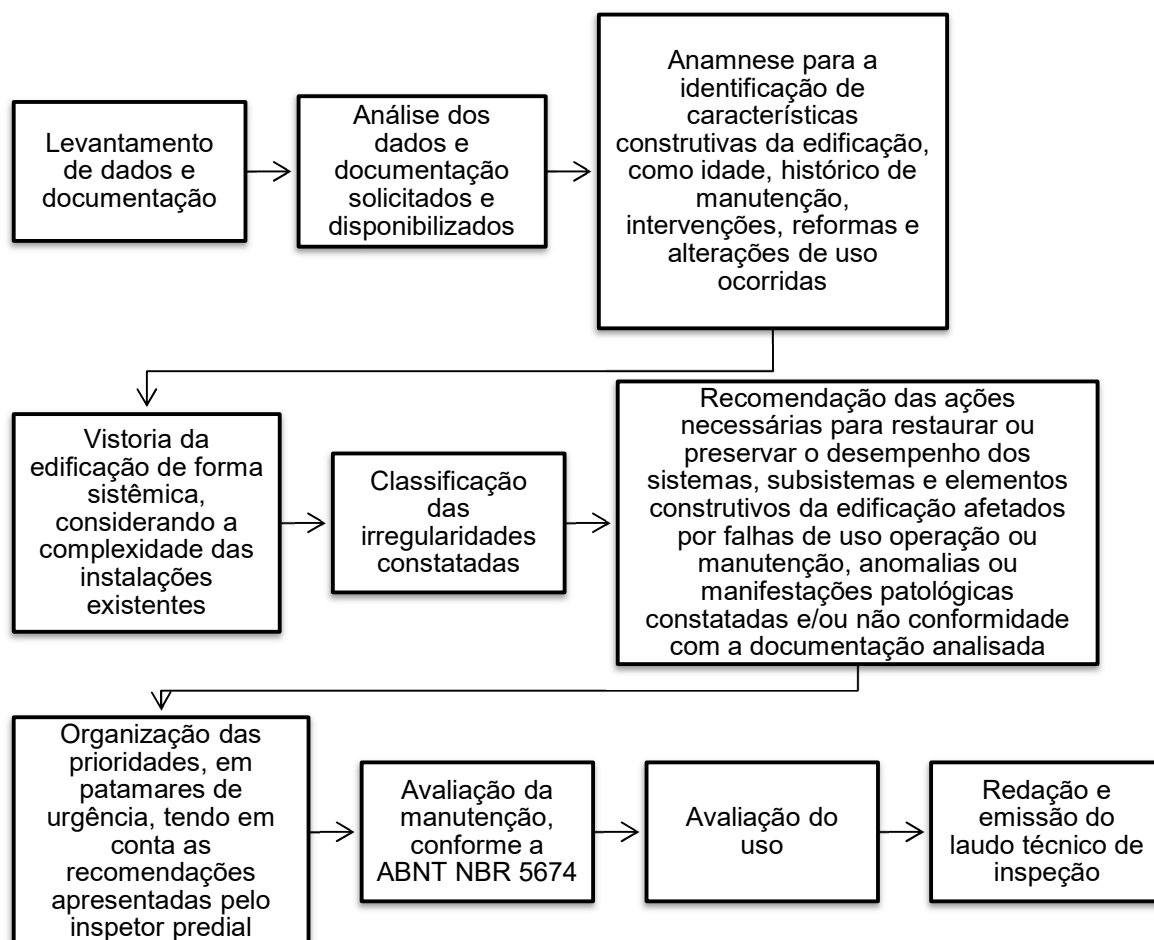 Levantamento
de dados e
documentação
Análise dos
dados e
documentação
solicitados e
disponibilizados
Anamnese para a
identificação de
características
construtivas da edificação,
como idade, histórico de
manutenção,
intervenções, reformas e
alterações de uso
ocorridas
Vistoria da
edificação de forma
sistêmica,
considerando a
complexidade das
instalações
existentes
Classificação
das
irregularidades
constatadas
Recomendação das ações
necessárias para restaurar ou
preservar o desempenho dos
sistemas, subsistemas e elementos
construtivos da edificação afetados
por falhas de uso operação ou
manutenção, anomalias ou
manifestações patológicas
constatadas e/ou não conformidade
com a documentação analisada
Organização das
prioridades, em
patamares de
urgência, tendo em
conta as
recomendações
apresentadas pelo
inspetor predial
Avaliação da
manutenção,
conforme a
ABNT NBR 5674
Avaliação do
uso
Redação e
emissão do
laudo técnico de
inspeção